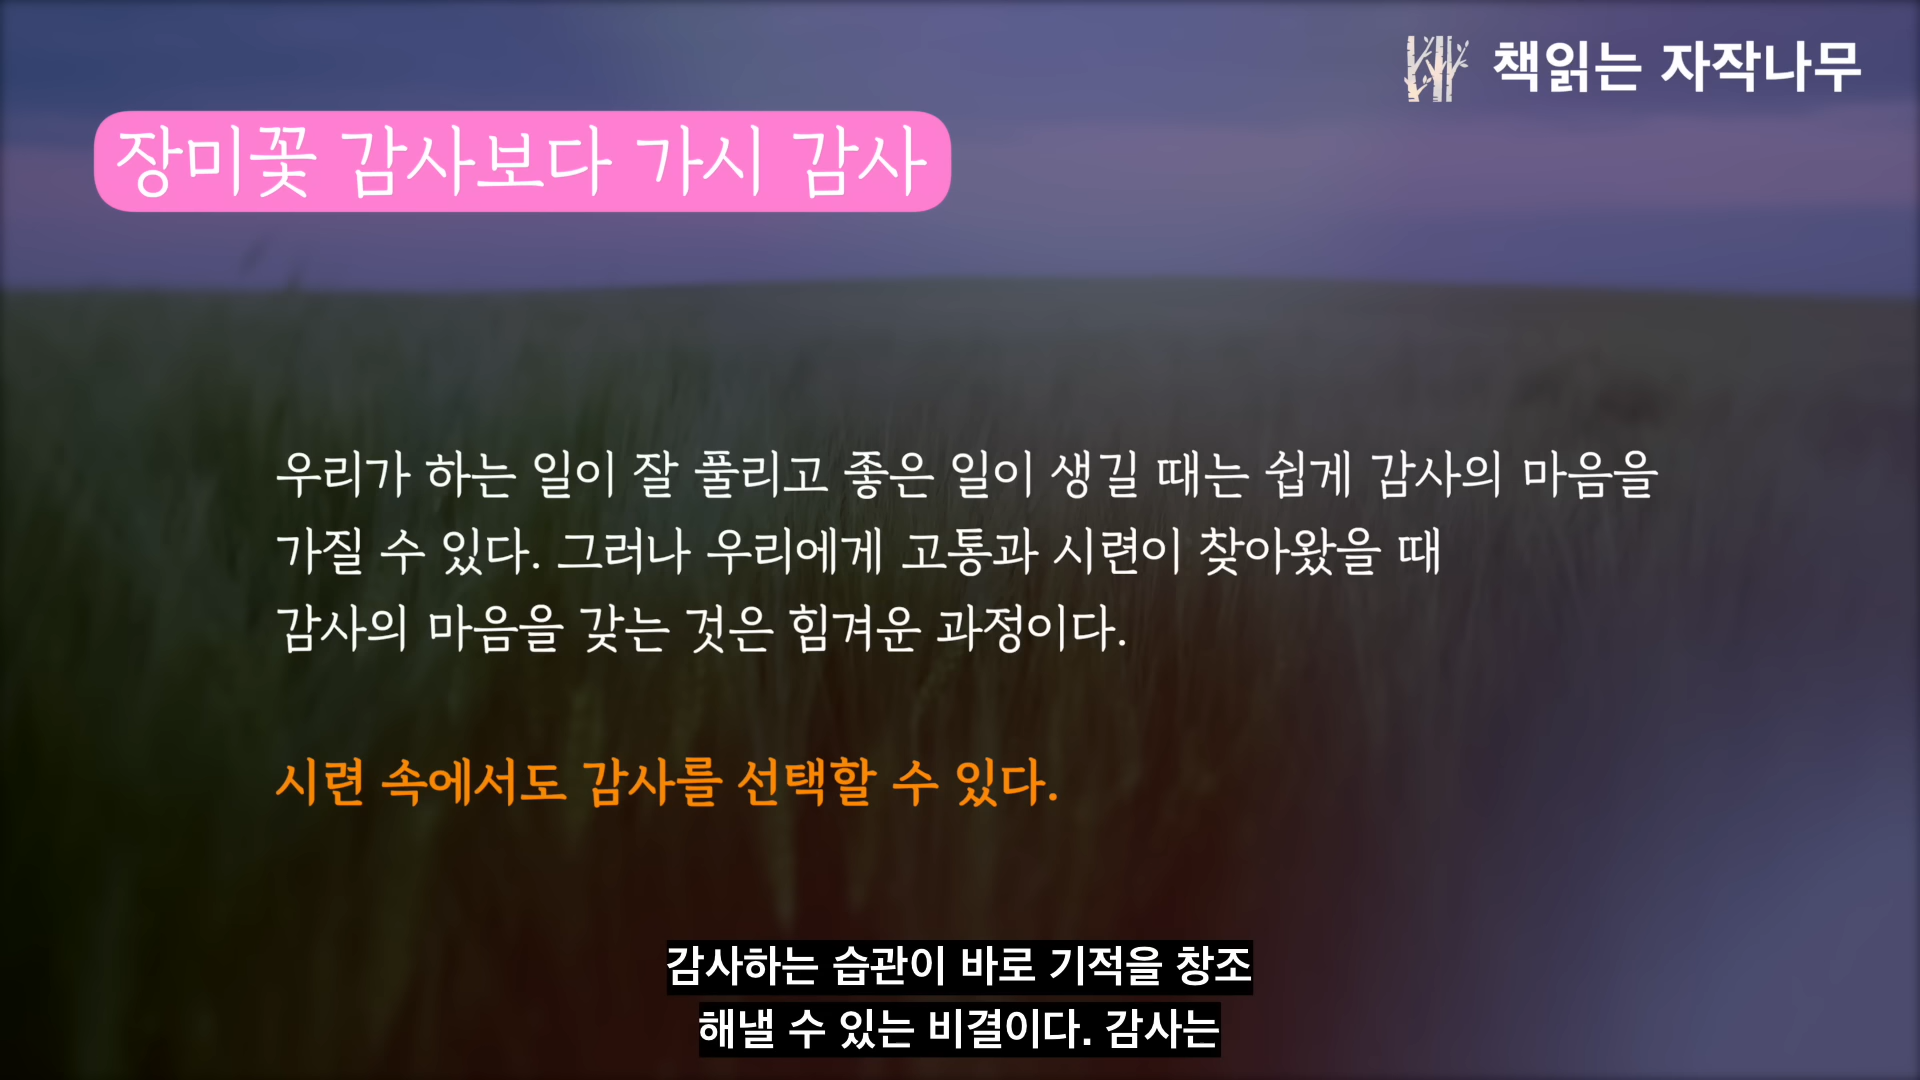 책읽는 자작나무
장미꽃 감사보다 가시 감사
우리가 하는 일이 잘 풀리고 좋은 일이 생길 때는 쉽게 감사의 마음을
가질 수 있다. 그러나 우리에게 고통과 시련이 찾아왔을 때
감사의 마음을 갖는 것은 힘겨운 과정이다.
시련 속에서도 감사를 선택할 수 있다.
감사하는 습관이 바로 기적을 창조
해낼 수 있는 비결이다. 감사는